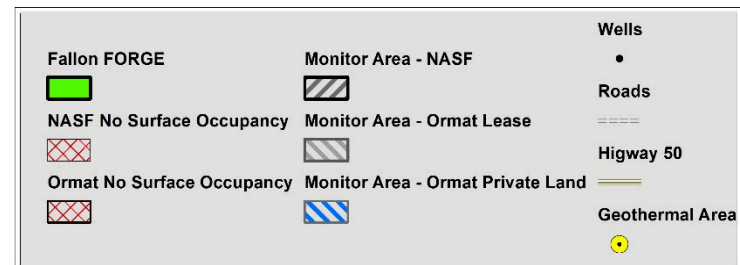 Fallon FORGE
NASF No Surface Occupancy
Ormat No Surface Occupancy
Monitor Area - NASF
Monitor Area - Ormat Lease
Monitor Area - Ormat Private Land
Wells
Roads
Higway 50
Geothermal Area